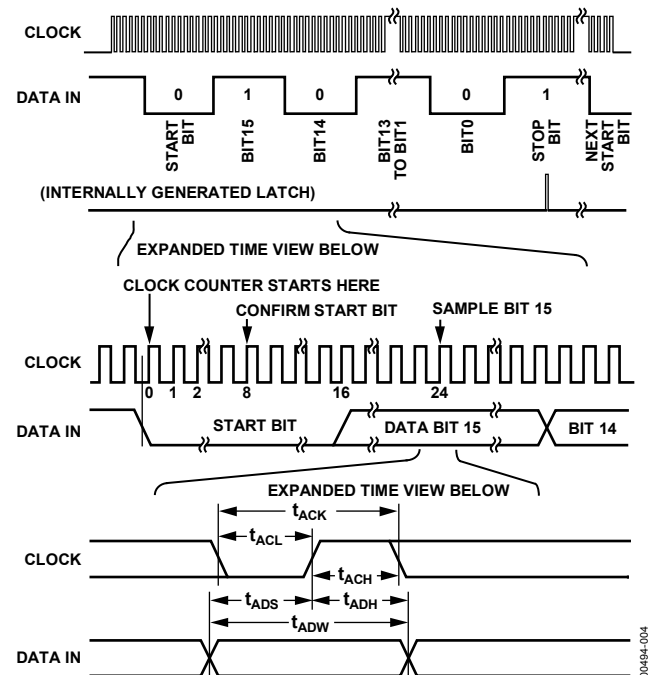 CLOCK
DATA IN
0 1 0 0 1
START BIT
BIT15
BIT14
BIT13 TO BIT1
BIT0
STOP BIT
NEXT START BIT
(INTERNALLY GENERATED LATCH)
EXPANDED TIME VIEW BELOW
CLOCK COUNTER STARTS HERE
CONFIRM START BIT
SAMPLE BIT 15
CLOCK
0 1 2 8 16 24
DATA IN
START BIT
DATA BIT 15
BIT 14
EXPANDED TIME VIEW BELOW
tACK
tACL
CLOCK
tACH
tADS
tADH
tADW
DATA IN
00494-004